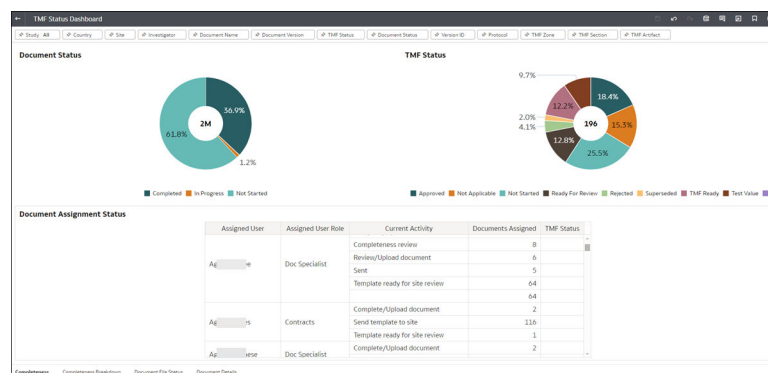 TMF Status Dashboard
Study All Country Site Investigator Document Name Document Version TMF Status Document Status Version ID Protocol TMF Zone TMF Section TMF Artifact
Document Status
36.9%
2M
61.8%
1.2%
Completed In Progress Not Started
TMF Status
9.7%
18.4%
12.2%
2.0%
196
15.3%
4.1%
12.8%
25.5%
Approved Not Applicable Not Started Ready For Review Rejected Superseded TMF Ready Test Value
Document Assignment Status
Assigned User Assigned User Role Current Activity Documents Assigned TMF Status
Completeness review 8
Review/Upload document 6
Doc Specialist
Sent 5
Template ready for site review 64
64
Complete/Upload document 2
Contracts Send template to site 116
Template ready for site review 1
Doc Specialist Complete/Upload document 2
Completeness Completeness Breakdown Document File Status Document Details